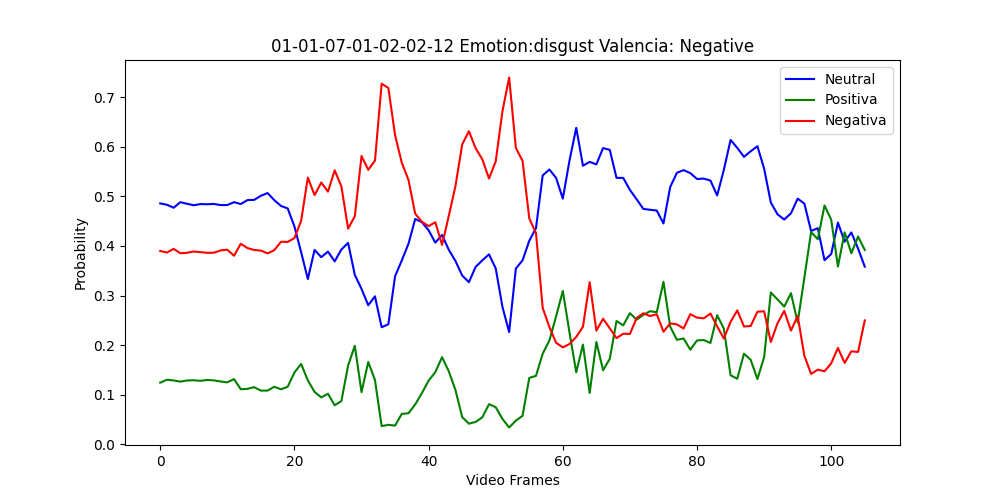 01-01-07-01-02-02-12 Emotion:disgust Valencia: Negative
Neutral
Positiva
Negativa
Probability
0.7
0.6
0.5
0.4
0.3
0.2
0.1
0.0
0 20 40 60 80 100
Video Frames